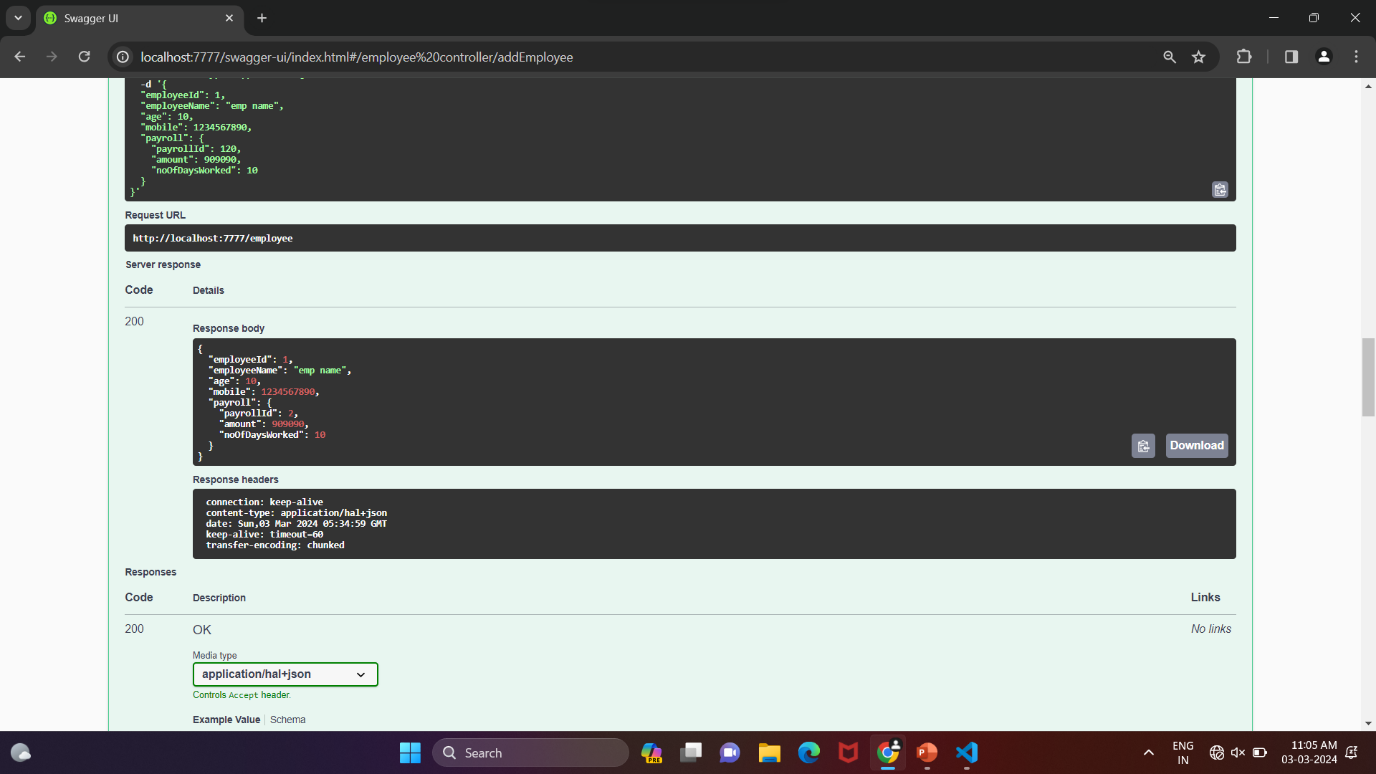 Swagger UI
localhost:7777/swagger-ui/index.html#/employee%20controller/addEmployee
-d '{
"employeeId": 1,
"employeeName": "emp name",
"age": 10,
"mobile": 1234567890,
"payroll": {
"payrollId": 120,
"amount": 909090,
"noOfDaysWorked": 10
}
}'
Request URL
http://localhost:7777/employee
Server response
Code Details
200
Response body
{
"employeeId": 1,
"employeeName": "emp name",
"age": 10,
"mobile": 1234567890,
"payroll": {
"payrollId": 2,
"amount": 909090,
"noOfDaysWorked": 10
}
}
Download
Response headers
connection: keep-alive
content-type: application/hal+json
date: Sun,03 Mar 2024 05:34:59 GMT
keep-alive: timeout=60
transfer-encoding: chunked
Responses
Code Description Links
200 OK No links
Media type
application/hal+json
Controls Accept header.
Example Value Schema
Search
PRE
ENG
IN
11:05 AM
03-03-2024